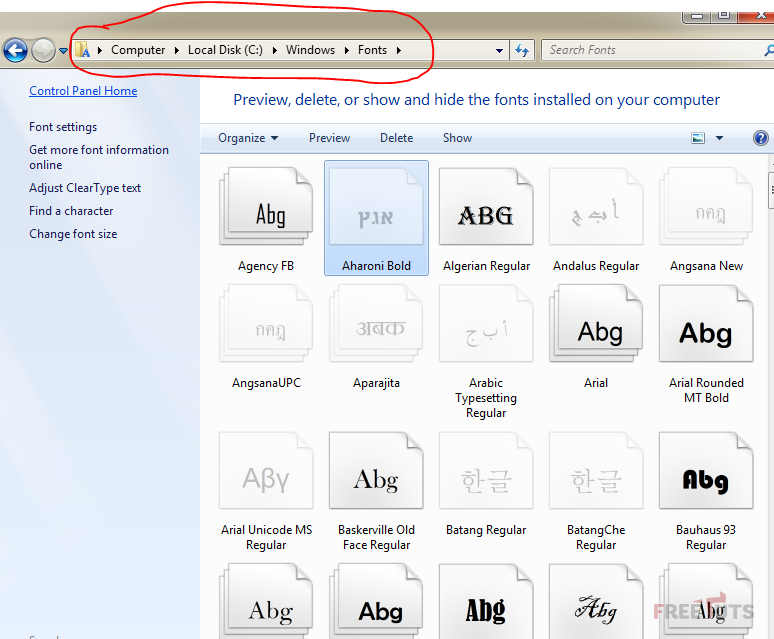 Computer Local Disk (C:) Windows Fonts
Search Fonts
Control Panel Home
Font settings
Get more font information
online
Adjust ClearType text
Find a character
Change font size
Preview, delete, or show and hide the fonts installed on your computer
Organize Preview Delete Show
Abg אבץ ABG أ ب ج กคฎ
Agency FB Aharoni Bold Algerian Regular Andalus Regular Angsana New
กคฎ अबक أ ب ج Abg Abg
AngsanaUPC Aparajita Arabic
Typesetting
Regular Arial Arial Rounded
MT Bold
Αβγ Abg 한글 한글 Abg
Arial Unicode MS
Regular Baskerville Old
Face Regular Batang Regular BatangChe
Regular Bauhaus 93
Regular
Abg Abg Abg Abg Abg
FREETUTS